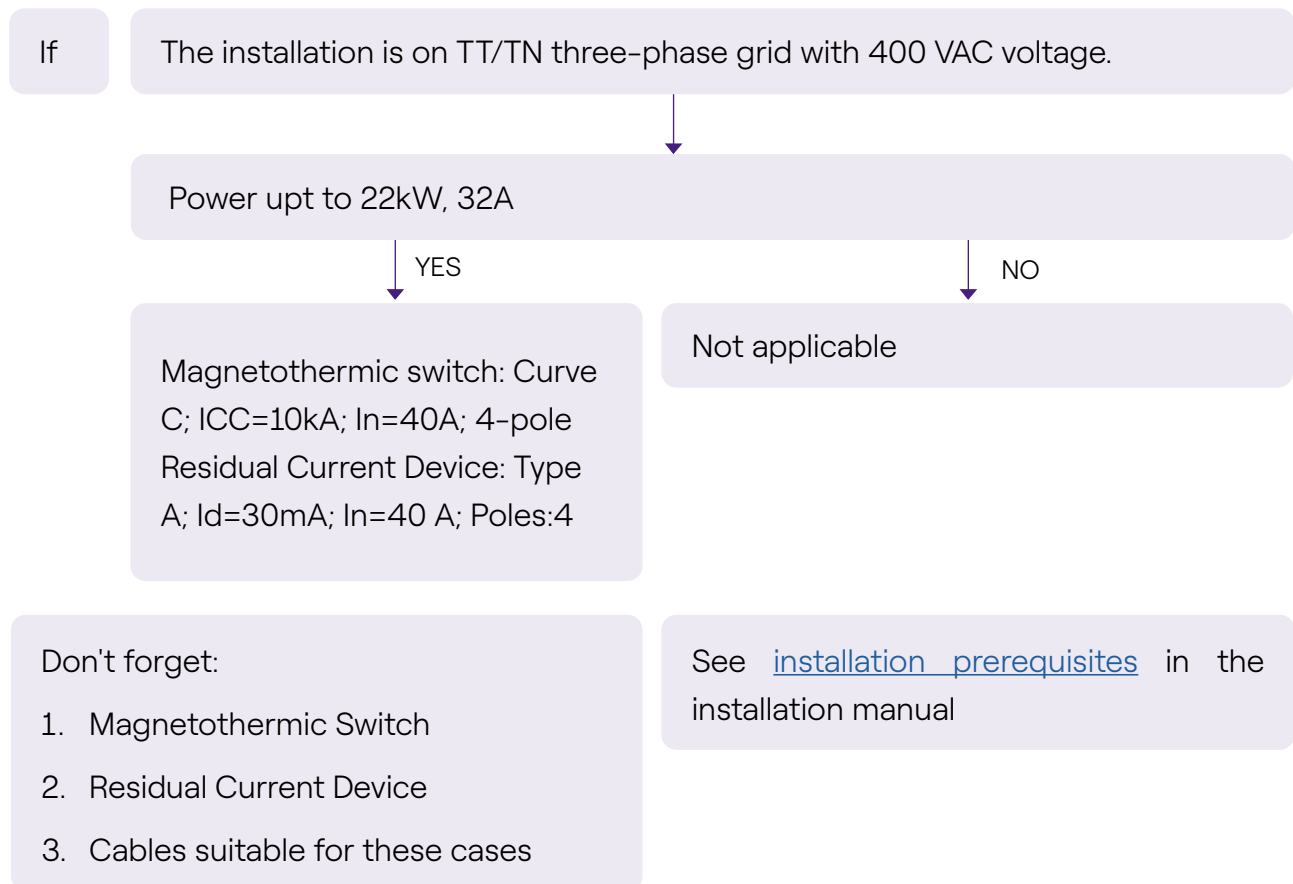 If
The installation is on TT/TN three-phase grid with 400 VAC voltage.
Power upt to 22kW, 32A
YES
NO
Magnetothermic switch: Curve
C; ICC=10kA; In=40A; 4-pole
Residual Current Device: Type
A; Id=30mA; In=40 A; Poles:4
Not applicable
Don't forget:
1. Magnetothermic Switch
2. Residual Current Device
3. Cables suitable for these cases
See installation prerequisites in the
installation manual